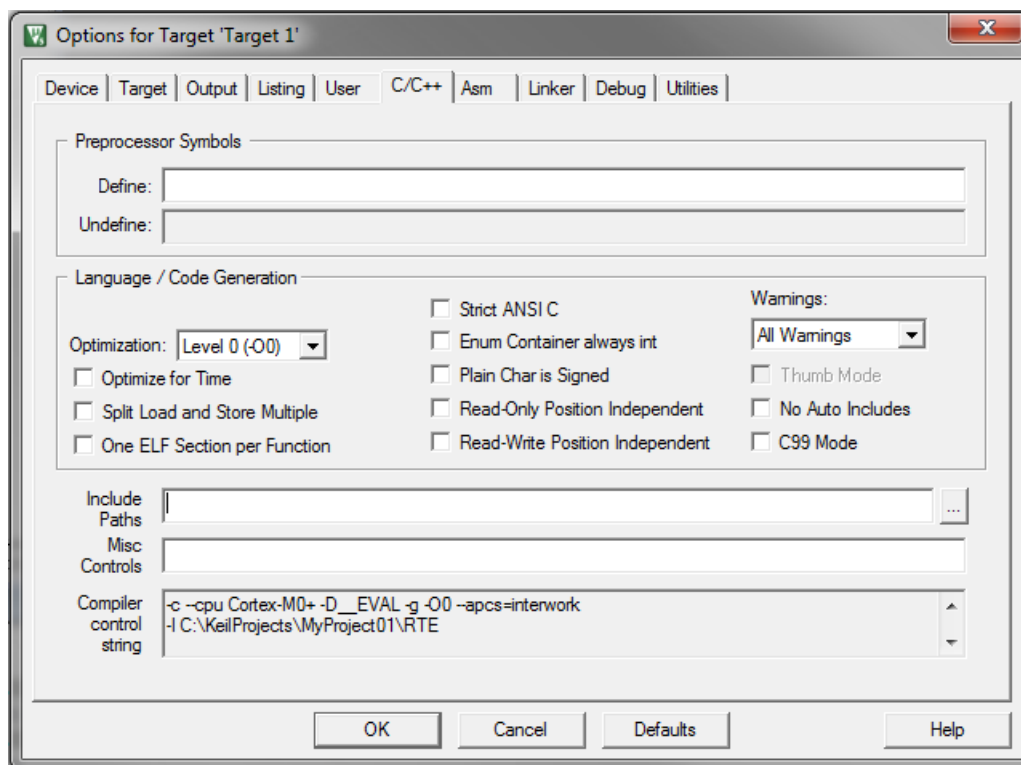 Options for Target 'Target 1'
Device Target Output Listing User C/C++ Asm Linker Debug Utilities
Preprocessor Symbols
Define:
Undefine:
Language / Code Generation
Optimization: Level 0 (-O0)
Optimize for Time
Split Load and Store Multiple
One ELF Section per Function
Strict ANSI C
Enum Container always int
Plain Char is Signed
Read-Only Position Independent
Read-Write Position Independent
Warnings:
All Warnings
Thumb Mode
No Auto Includes
C99 Mode
Include
Paths
...
Misc
Controls
Compiler
control
string
-c --cpu Cortex-M0+ -D__EVAL -g -O0 --apcs=interwork
-I C:\KeilProjects\MyProject01\RTE
OK Cancel Defaults Help